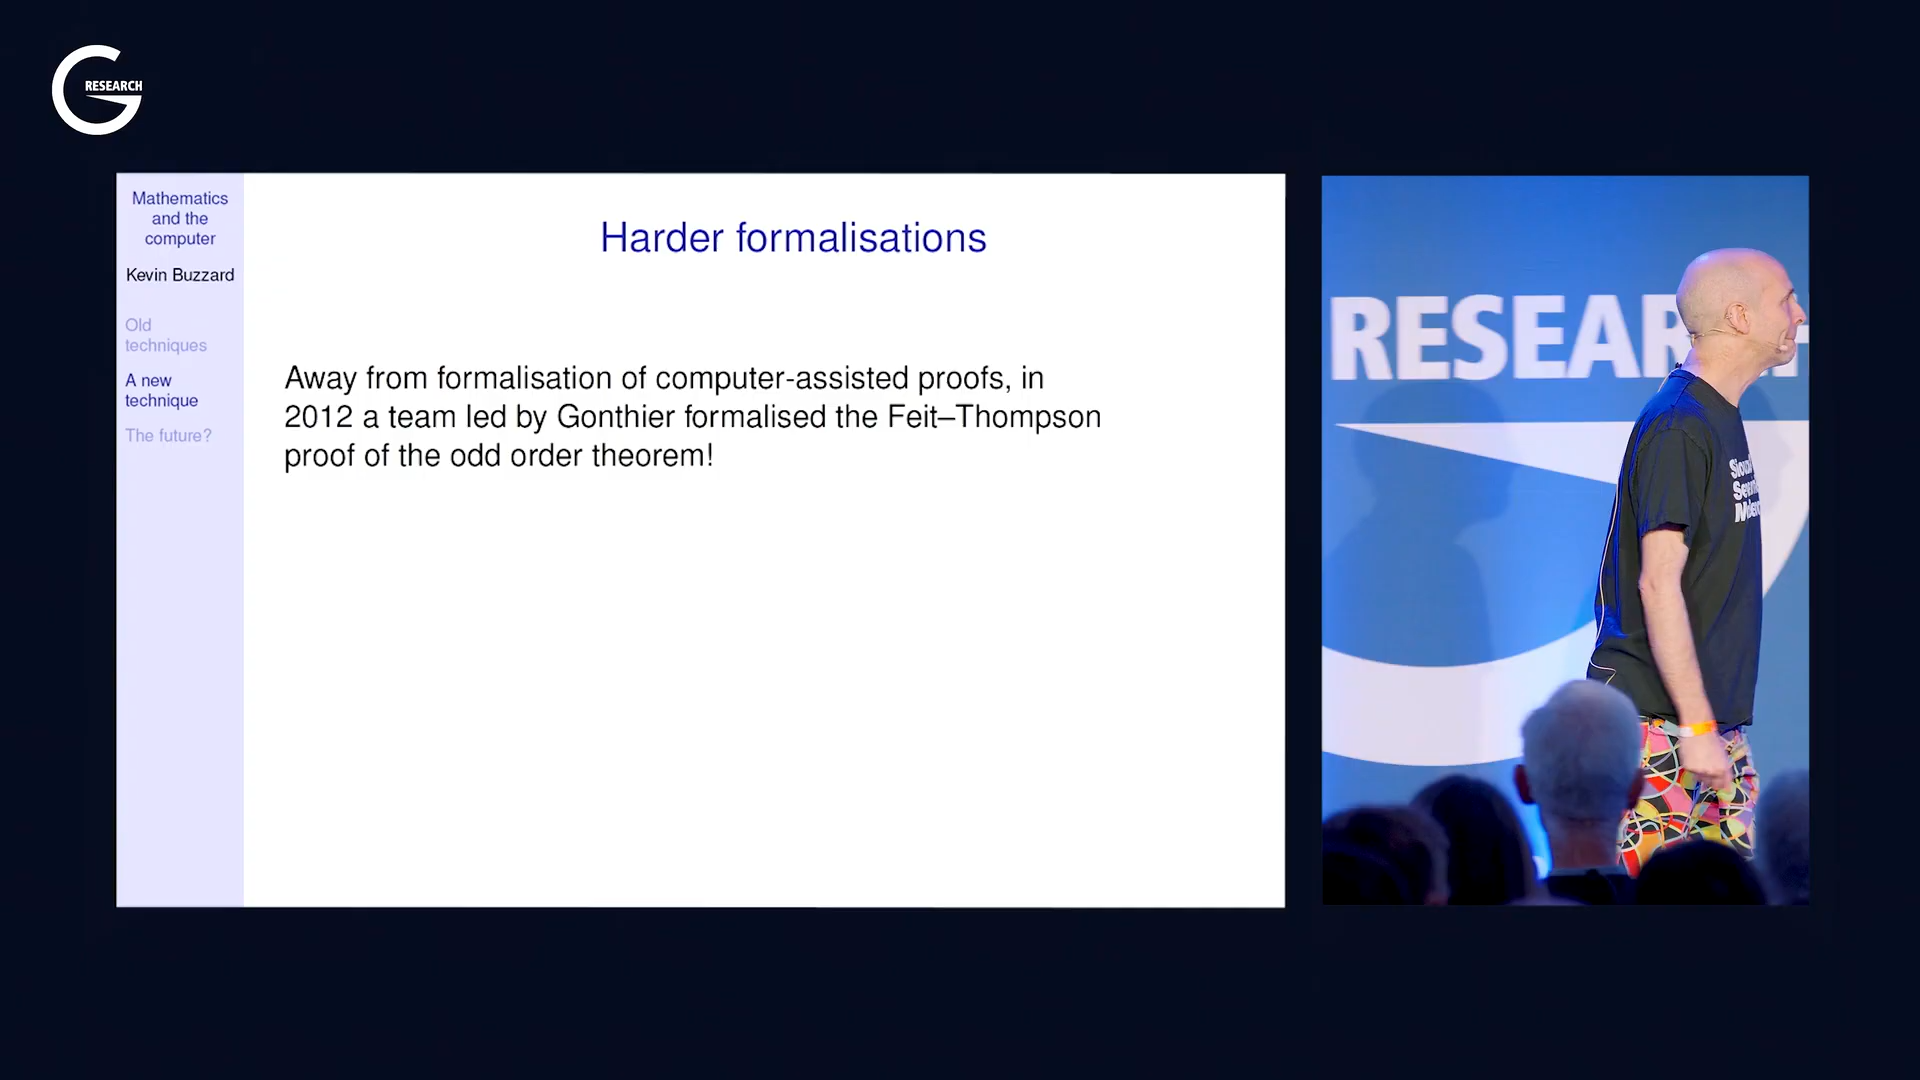 RESEARCH
Mathematics
and the
computer
Kevin Buzzard
Old
techniques
A new
technique
The future?
Harder formalisations
Away from formalisation of computer-assisted proofs, in
2012 a team led by Gonthier formalised the Feit–Thompson
proof of the odd order theorem!